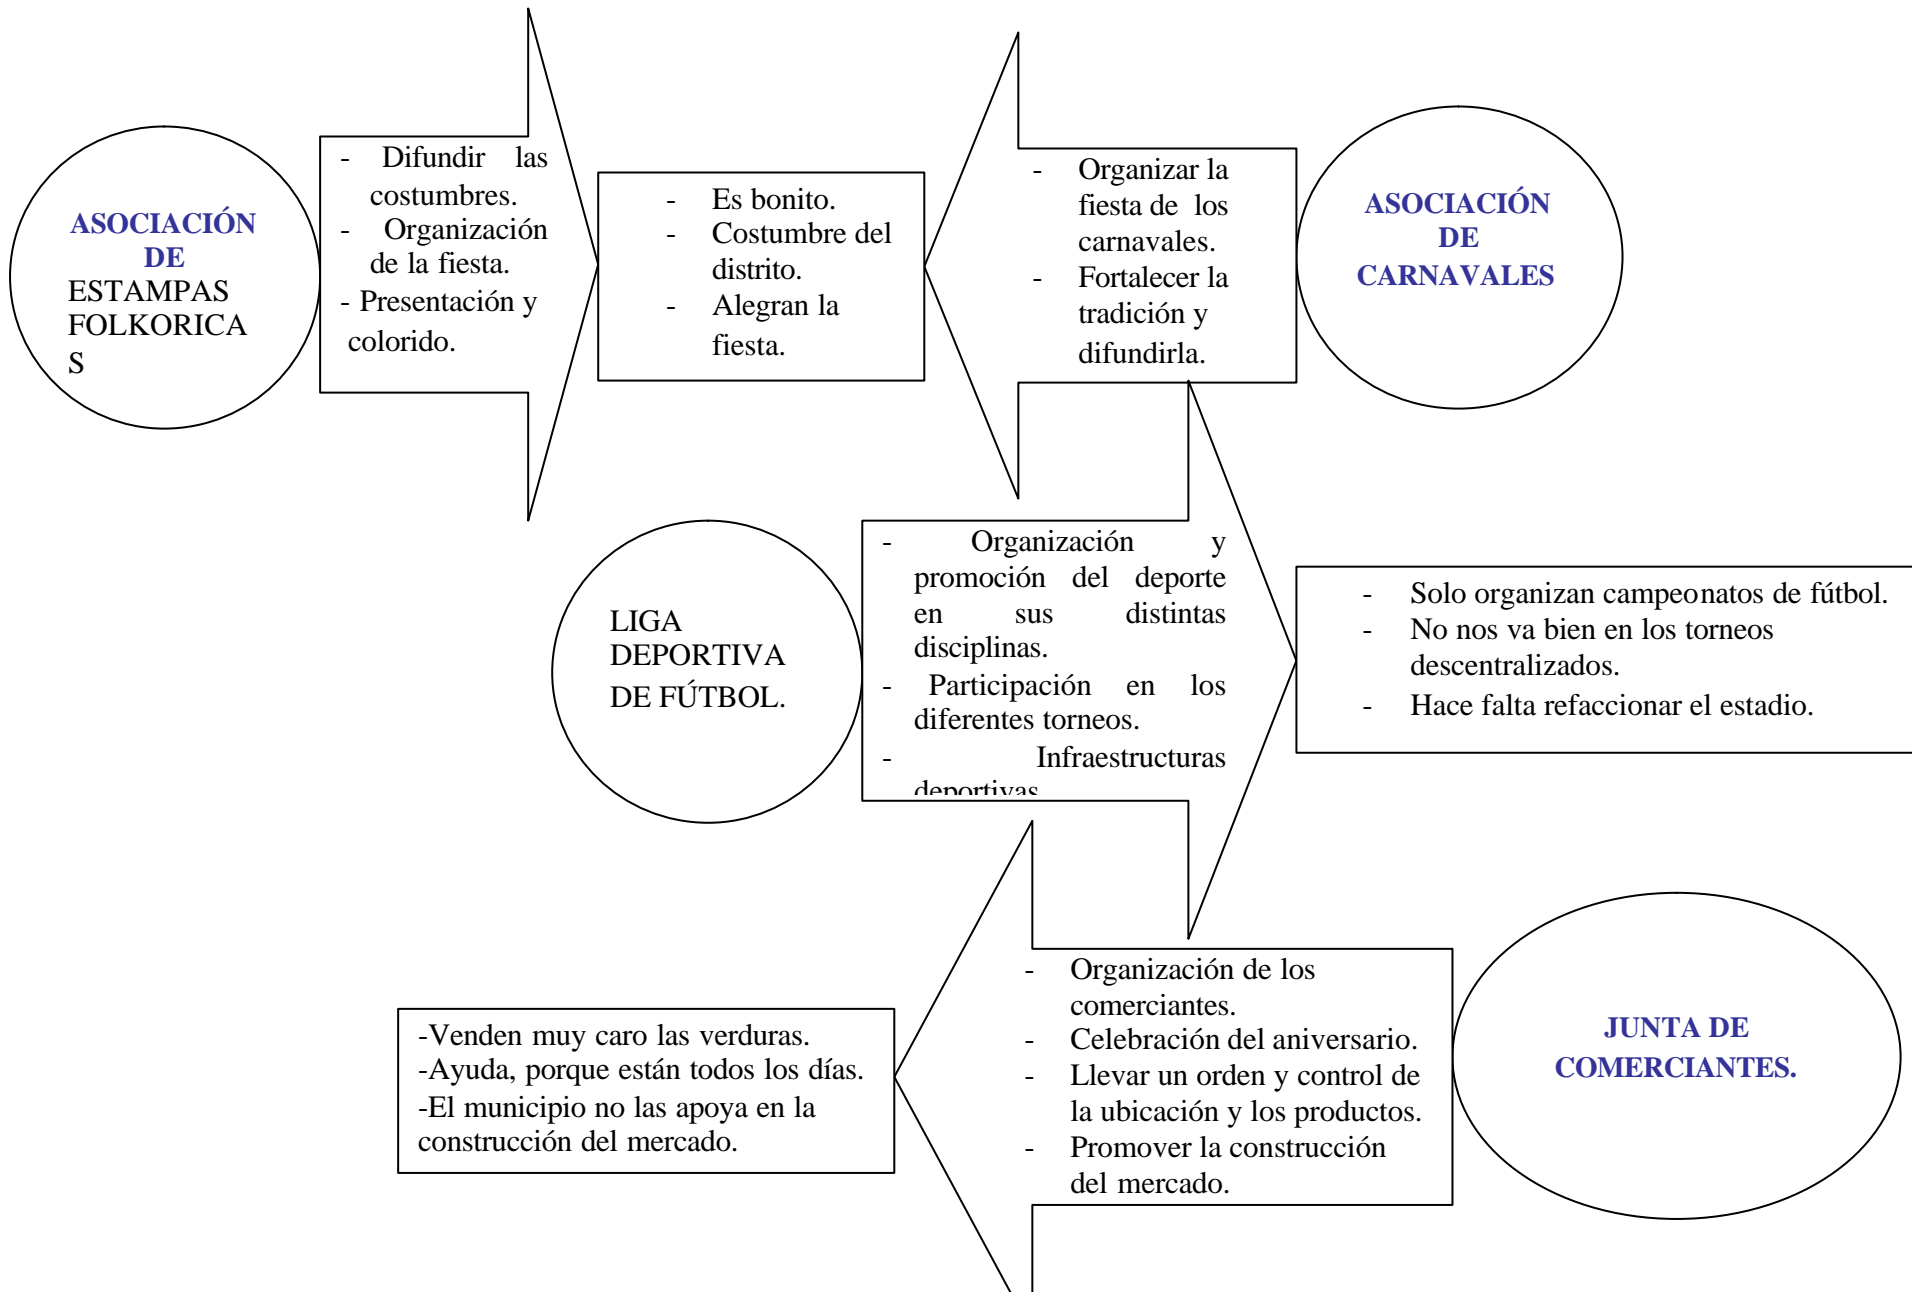 ASOCIACIÓN
DE
ESTAMPAS
FOLKORICA
S
- Difundir las
costumbres.
- Organización
de la fiesta.
- Presentación y
colorido.
- Es bonito.
- Costumbre del
distrito.
- Alegran la
fiesta.
- Organizar la
fiesta de los
carnavales.
- Fortalecer la
tradición y
difundirla.
ASOCIACIÓN
DE
CARNAVALES
LIGA
DEPORTIVA
DE FÚTBOL.
- Organización y
promoción del deporte
en sus distintas
disciplinas.
- Participación en los
diferentes torneos.
- Infraestructuras
deportivas
- Solo organizan campeonatos de fútbol.
- No nos va bien en los torneos
descentralizados.
- Hace falta refaccionar el estadio.
-Venden muy caro las verduras.
-Ayuda, porque están todos los días.
-El municipio no las apoya en la
construcción del mercado.
- Organización de los
comerciantes.
- Celebración del aniversario.
- Llevar un orden y control de
la ubicación y los productos.
- Promover la construcción
del mercado.
JUNTA DE
COMERCIANTES.